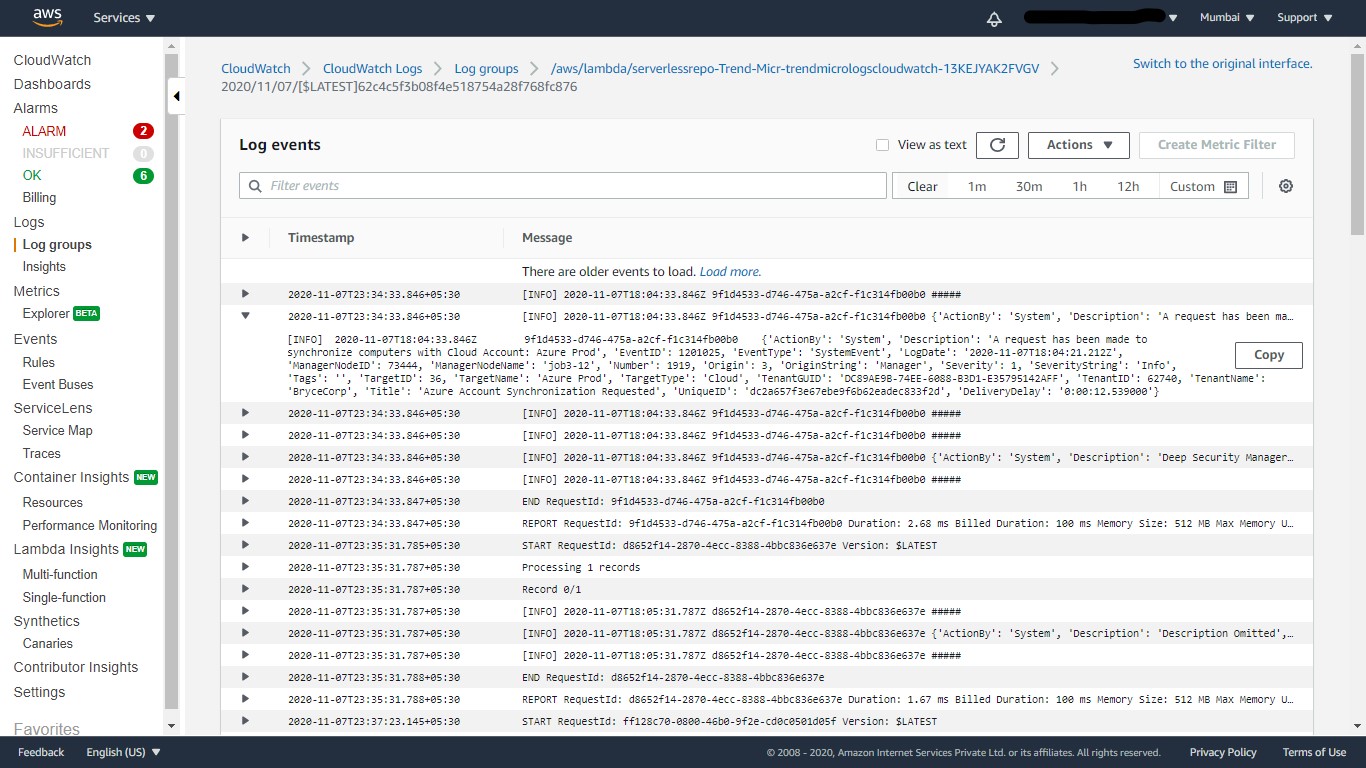 aws Services Mumbai Support
CloudWatch
Dashboards
Alarms
ALARM 2
INSUFFICIENT 0
OK 6
Billing
Logs
Log groups
Insights
Metrics
Explorer BETA
Events
Rules
Event Buses
ServiceLens
Service Map
Traces
Container Insights NEW
Resources
Performance Monitoring
Lambda Insights NEW
Multi-function
Single-function
Synthetics
Canaries
Contributor Insights
Settings
Favorites
CloudWatch CloudWatch Logs Log groups /aws/lambda/serverlessrepo-Trend-Micr-trendmicrologscloudwatch-13KEJYAK2FVGV
2020/11/07/[$LATEST]62c4c5f3b08f4e518754a28f768fc876
Switch to the original interface.
Log events
View as text Actions Create Metric Filter
Filter events Clear 1m 30m 1h 12h Custom
Timestamp Message
There are older events to load. Load more.
2020-11-07T23:34:33.846+05:30 [INFO] 2020-11-07T18:04:33.846Z 9f1d4533-d746-475a-a2cf-f1c314fb00b0 #####
2020-11-07T23:34:33.846+05:30 [INFO] 2020-11-07T18:04:33.846Z 9f1d4533-d746-475a-a2cf-f1c314fb00b0 {'ActionBy': 'System', 'Description': 'A request has been ma…
[INFO] 2020-11-07T18:04:33.846Z 9f1d4533-d746-475a-a2cf-f1c314fb00b0 {'ActionBy': 'System', 'Description': 'A request has been made to
synchronize computers with Cloud Account: Azure Prod', 'EventID': 1201025, 'EventType': 'SystemEvent', 'LogDate': '2020-11-07T18:04:21.212Z',
'ManagerNodeID': 73444, 'ManagerNodeName': 'job3-12', 'Number': 1919, 'Origin': 3, 'OriginString': 'Manager', 'Severity': 1, 'SeverityString': 'Info',
'Tags': '', 'TargetID': 36, 'TargetName': 'Azure Prod', 'TargetType': 'Cloud', 'TenantGUID': 'DC89AE9B-74EE-6088-B3D1-E35795142AFF', 'TenantID': 62740, 'TenantName':
'BryceCorp', 'Title': 'Azure Account Synchronization Requested', 'UniqueID': 'dc2a657f3e67ebe9f6b62eadec833f2d', 'DeliveryDelay': '0:00:12.539000'}
Copy
2020-11-07T23:34:33.846+05:30 [INFO] 2020-11-07T18:04:33.846Z 9f1d4533-d746-475a-a2cf-f1c314fb00b0 #####
2020-11-07T23:34:33.846+05:30 [INFO] 2020-11-07T18:04:33.846Z 9f1d4533-d746-475a-a2cf-f1c314fb00b0 #####
2020-11-07T23:34:33.846+05:30 [INFO] 2020-11-07T18:04:33.846Z 9f1d4533-d746-475a-a2cf-f1c314fb00b0 {'ActionBy': 'System', 'Description': 'Deep Security Manager…
2020-11-07T23:34:33.846+05:30 [INFO] 2020-11-07T18:04:33.846Z 9f1d4533-d746-475a-a2cf-f1c314fb00b0 #####
2020-11-07T23:34:33.847+05:30 END RequestId: 9f1d4533-d746-475a-a2cf-f1c314fb00b0
2020-11-07T23:34:33.847+05:30 REPORT RequestId: 9f1d4533-d746-475a-a2cf-f1c314fb00b0 Duration: 2.68 ms Billed Duration: 100 ms Memory Size: 512 MB Max Memory U…
2020-11-07T23:35:31.785+05:30 START RequestId: d8652f14-2870-4ecc-8388-4bbc836e637e Version: $LATEST
2020-11-07T23:35:31.787+05:30 Processing 1 records
2020-11-07T23:35:31.787+05:30 Record 0/1
2020-11-07T23:35:31.787+05:30 [INFO] 2020-11-07T18:05:31.787Z d8652f14-2870-4ecc-8388-4bbc836e637e #####
2020-11-07T23:35:31.787+05:30 [INFO] 2020-11-07T18:05:31.787Z d8652f14-2870-4ecc-8388-4bbc836e637e {'ActionBy': 'System', 'Description': 'Description Omitted',…
2020-11-07T23:35:31.787+05:30 [INFO] 2020-11-07T18:05:31.787Z d8652f14-2870-4ecc-8388-4bbc836e637e #####
2020-11-07T23:35:31.788+05:30 END RequestId: d8652f14-2870-4ecc-8388-4bbc836e637e
2020-11-07T23:35:31.787+05:30 REPORT RequestId: d8652f14-2870-4ecc-8388-4bbc836e637e Duration: 1.67 ms Billed Duration: 100 ms Memory Size: 512 MB Max Memory U…
2020-11-07T23:37:23.145+05:30 START RequestId: ff128c70-0800-46b0-9f2e-cd0c0501d05f Version: $LATEST
Feedback English (US) © 2008 - 2020, Amazon Internet Services Private Ltd. or its affiliates. All rights reserved. Privacy Policy Terms of Use